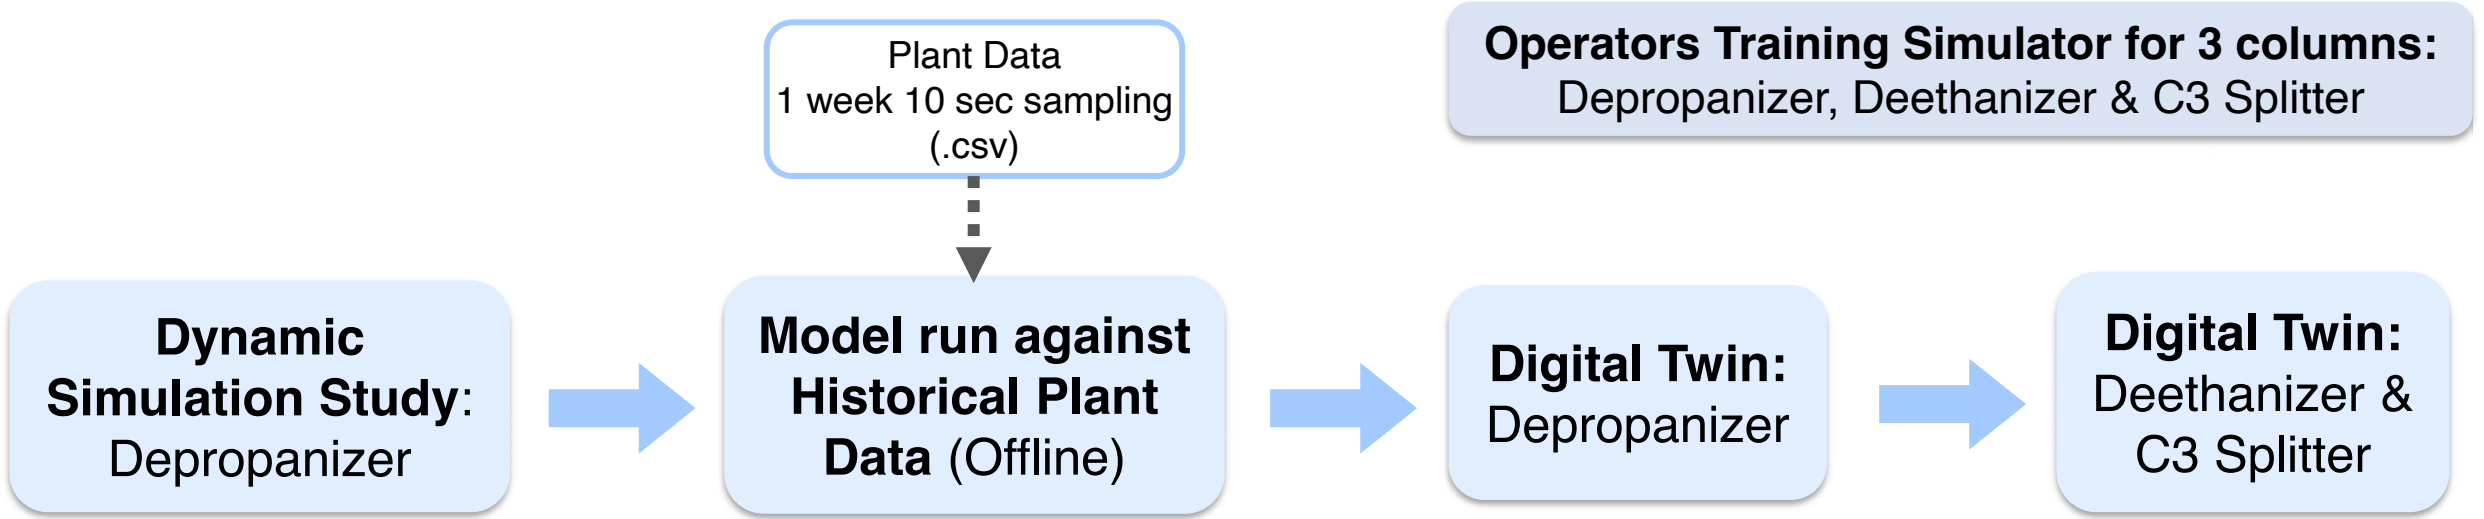 Plant Data
1 week 10 sec sampling
(.csv)
Operators Training Simulator for 3 columns:
Depropanizer, Deethanizer & C3 Splitter
Dynamic
Simulation Study:
Depropanizer
Model run against
Historical Plant
Data (Offline)
Digital Twin:
Depropanizer
Digital Twin:
Deethanizer &
C3 Splitter